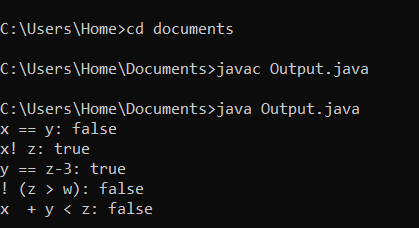 C:\Users\Home>cd documents
C:\Users\Home\Documents>javac Output.java
C:\Users\Home\Documents>java Output.java
x == y: false
x! z: true
y == z-3: true
! (z > w): false
x  + y < z: false